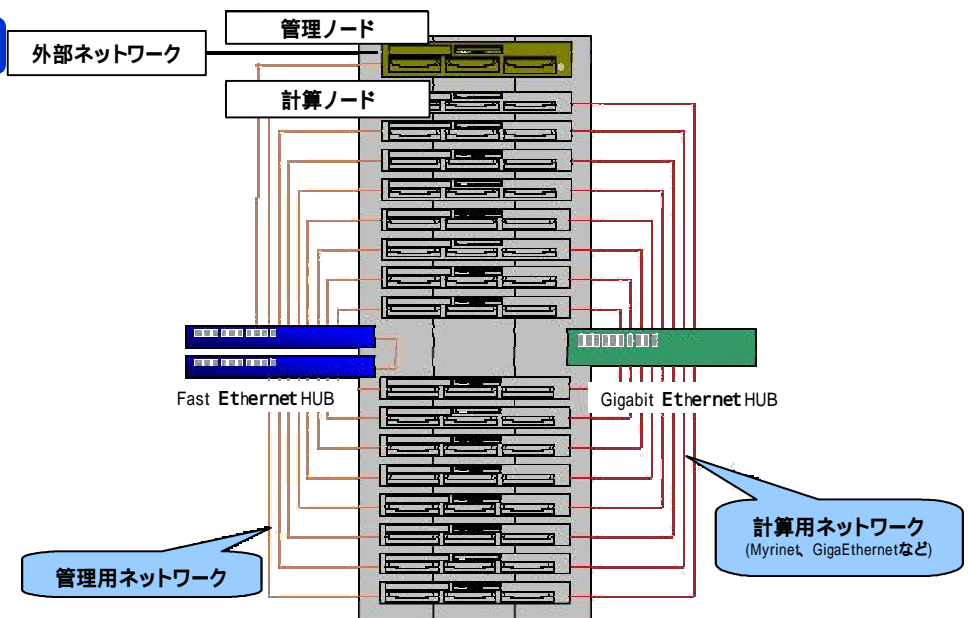 管理ノード
外部ネットワーク
計算ノード
Fast Ethernet HUB
Gigabit Ethernet HUB
計算用ネットワーク
(Myrinet、GigaEthernetなど)
管理用ネットワーク